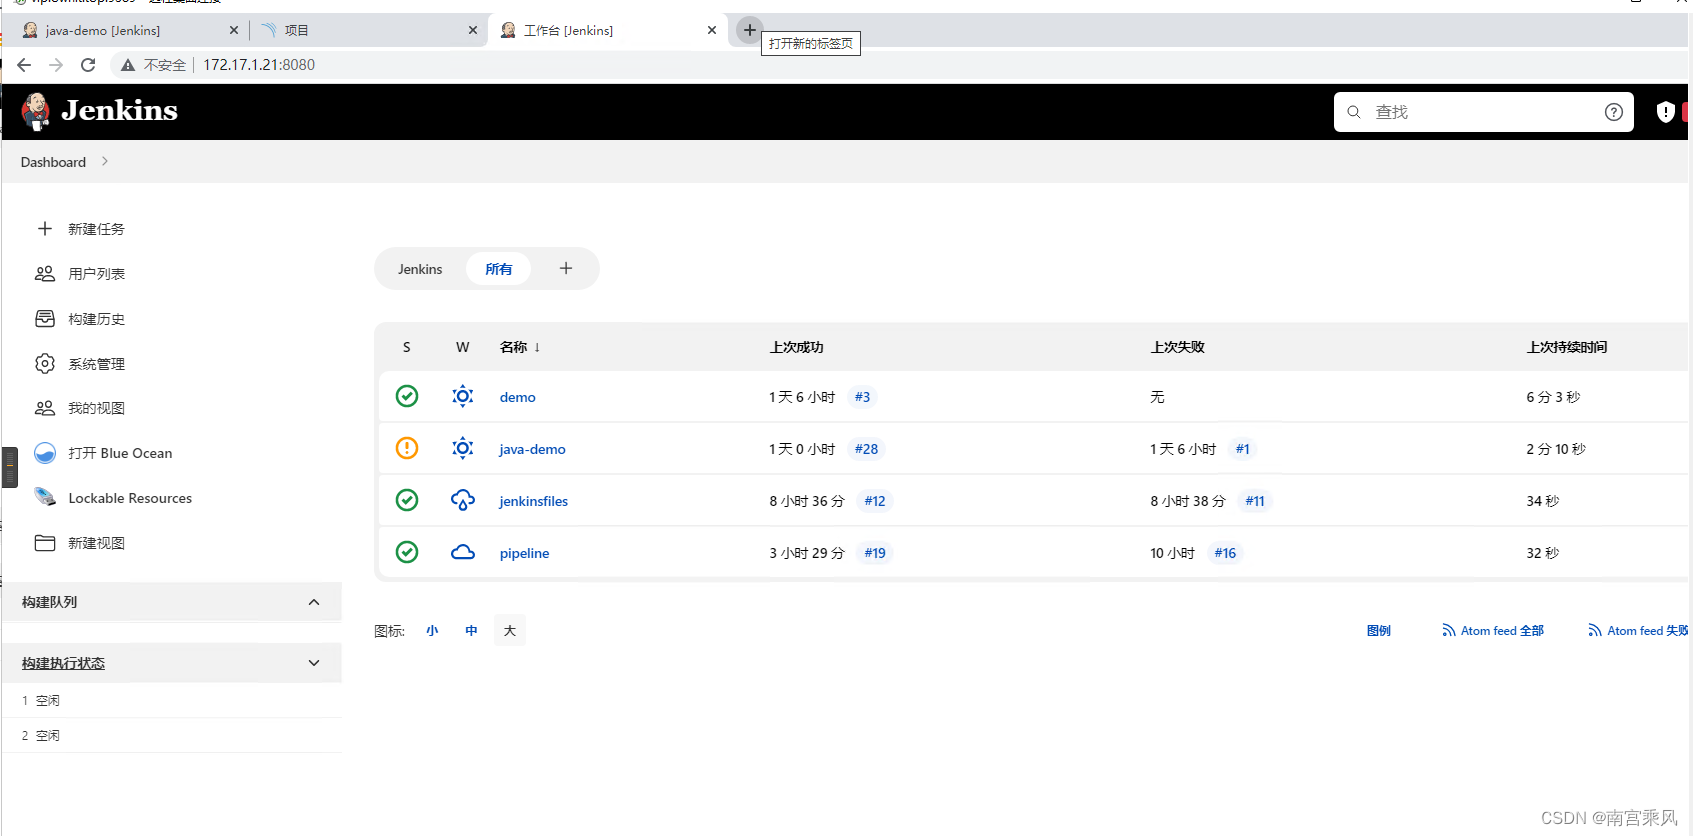 java-demo [Jenkins]
项目
工作台 [Jenkins]
打开新的标签页
不安全 | 172.17.1.21:8080
Jenkins
查找
Dashboard
新建任务
用户列表
构建历史
系统管理
我的视图
打开 Blue Ocean
Lockable Resources
新建视图
构建队列
构建执行状态
1 空闲
2 空闲
Jenkins 所有 +
S W 名称 ↓ 上次成功 上次失败 上次持续时间
demo 1 天 6 小时 #3 无 6 分 3 秒
java-demo 1 天 0 小时 #28 1 天 6 小时 #1 2 分 10 秒
jenkinsfiles 8 小时 36 分 #12 8 小时 38 分 #11 34 秒
pipeline 3 小时 29 分 #19 10 小时 #16 32 秒
图标: 小 中 大
图例 Atom feed 全部 Atom feed 失败
CSDN @南宫乘风